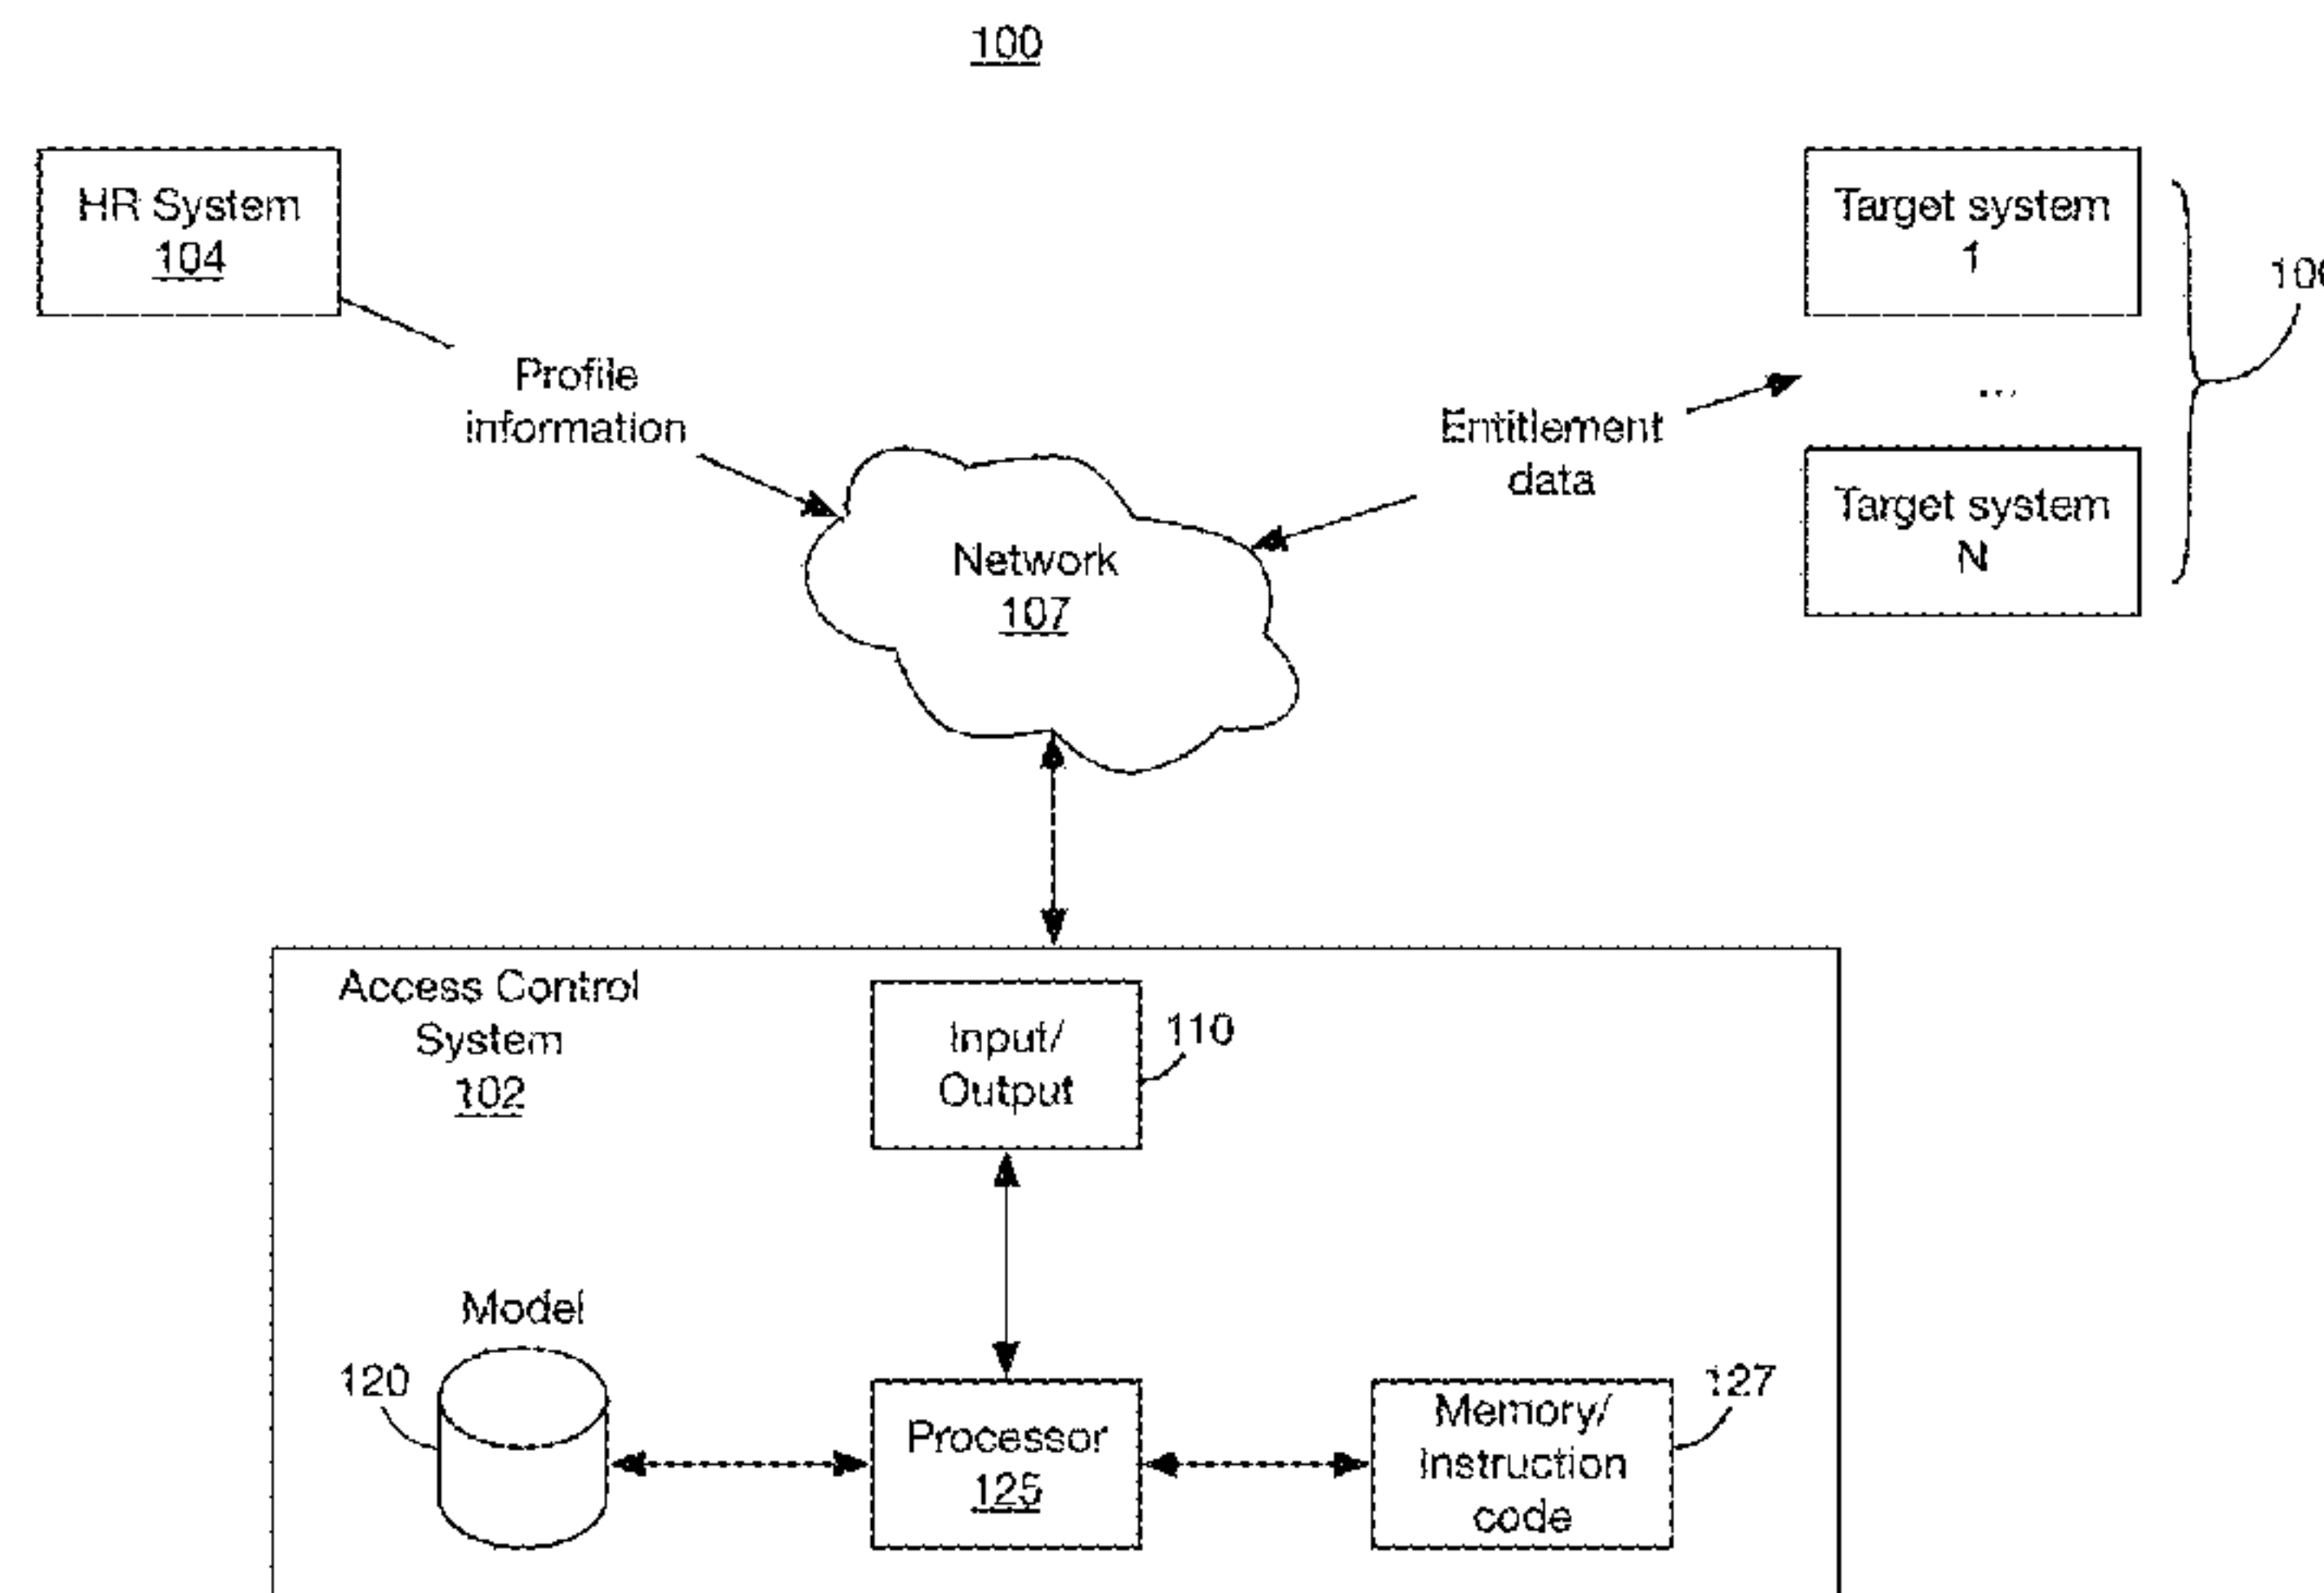 100
HR System
104
Target system
1
...
Target system
N
Profile
information
Entitlement
data
Network
107
Access Control
System
102
Input/
Output
110
Model
120
Processor
125
Memory/
Instruction
code
127